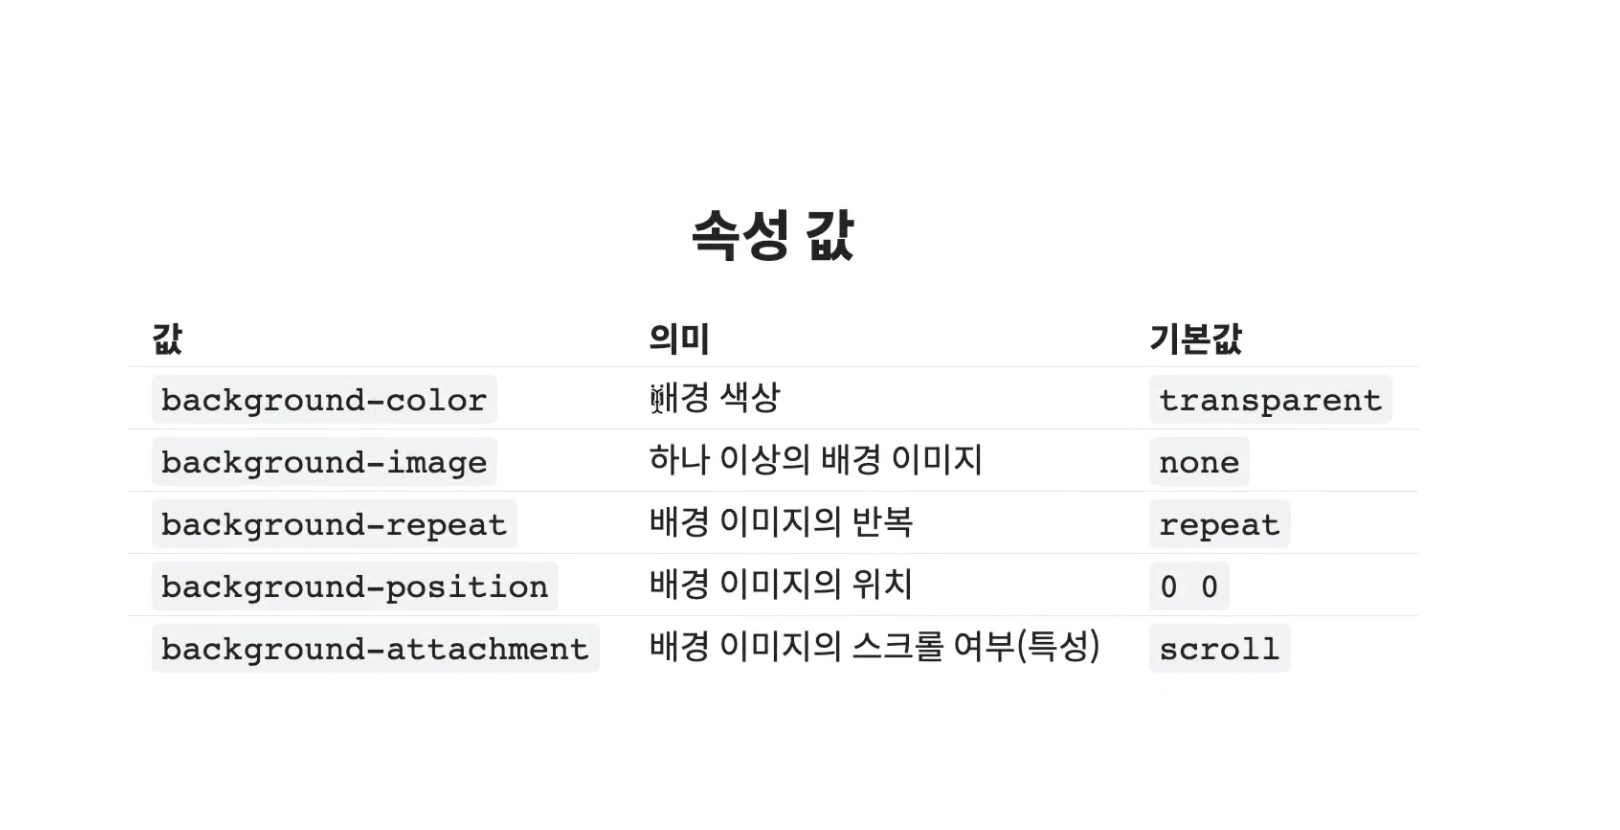 속성 값
값 의미 기본값
background-color 배경 색상 transparent
background-image 하나 이상의 배경 이미지 none
background-repeat 배경 이미지의 반복 repeat
background-position 배경 이미지의 위치 0 0
background-attachment 배경 이미지의 스크롤 여부(특성) scroll